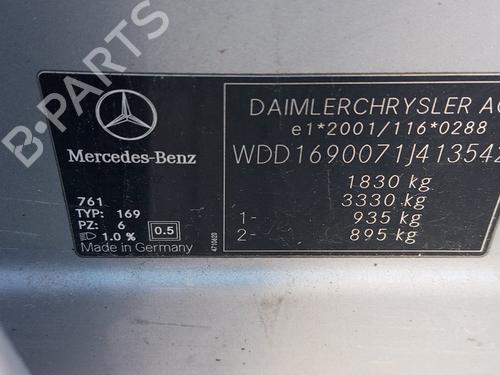 B-PARTS
DAIMLERCHRYSLER AG
e1*2001/116*0288
Mercedes-Benz
WDD1690071J413542
1830 kg
3330 kg
1- 935 kg
2- 895 kg
761
TYP: 169
PZ: 6
1.0 % 0.5
Made in Germany
4715620